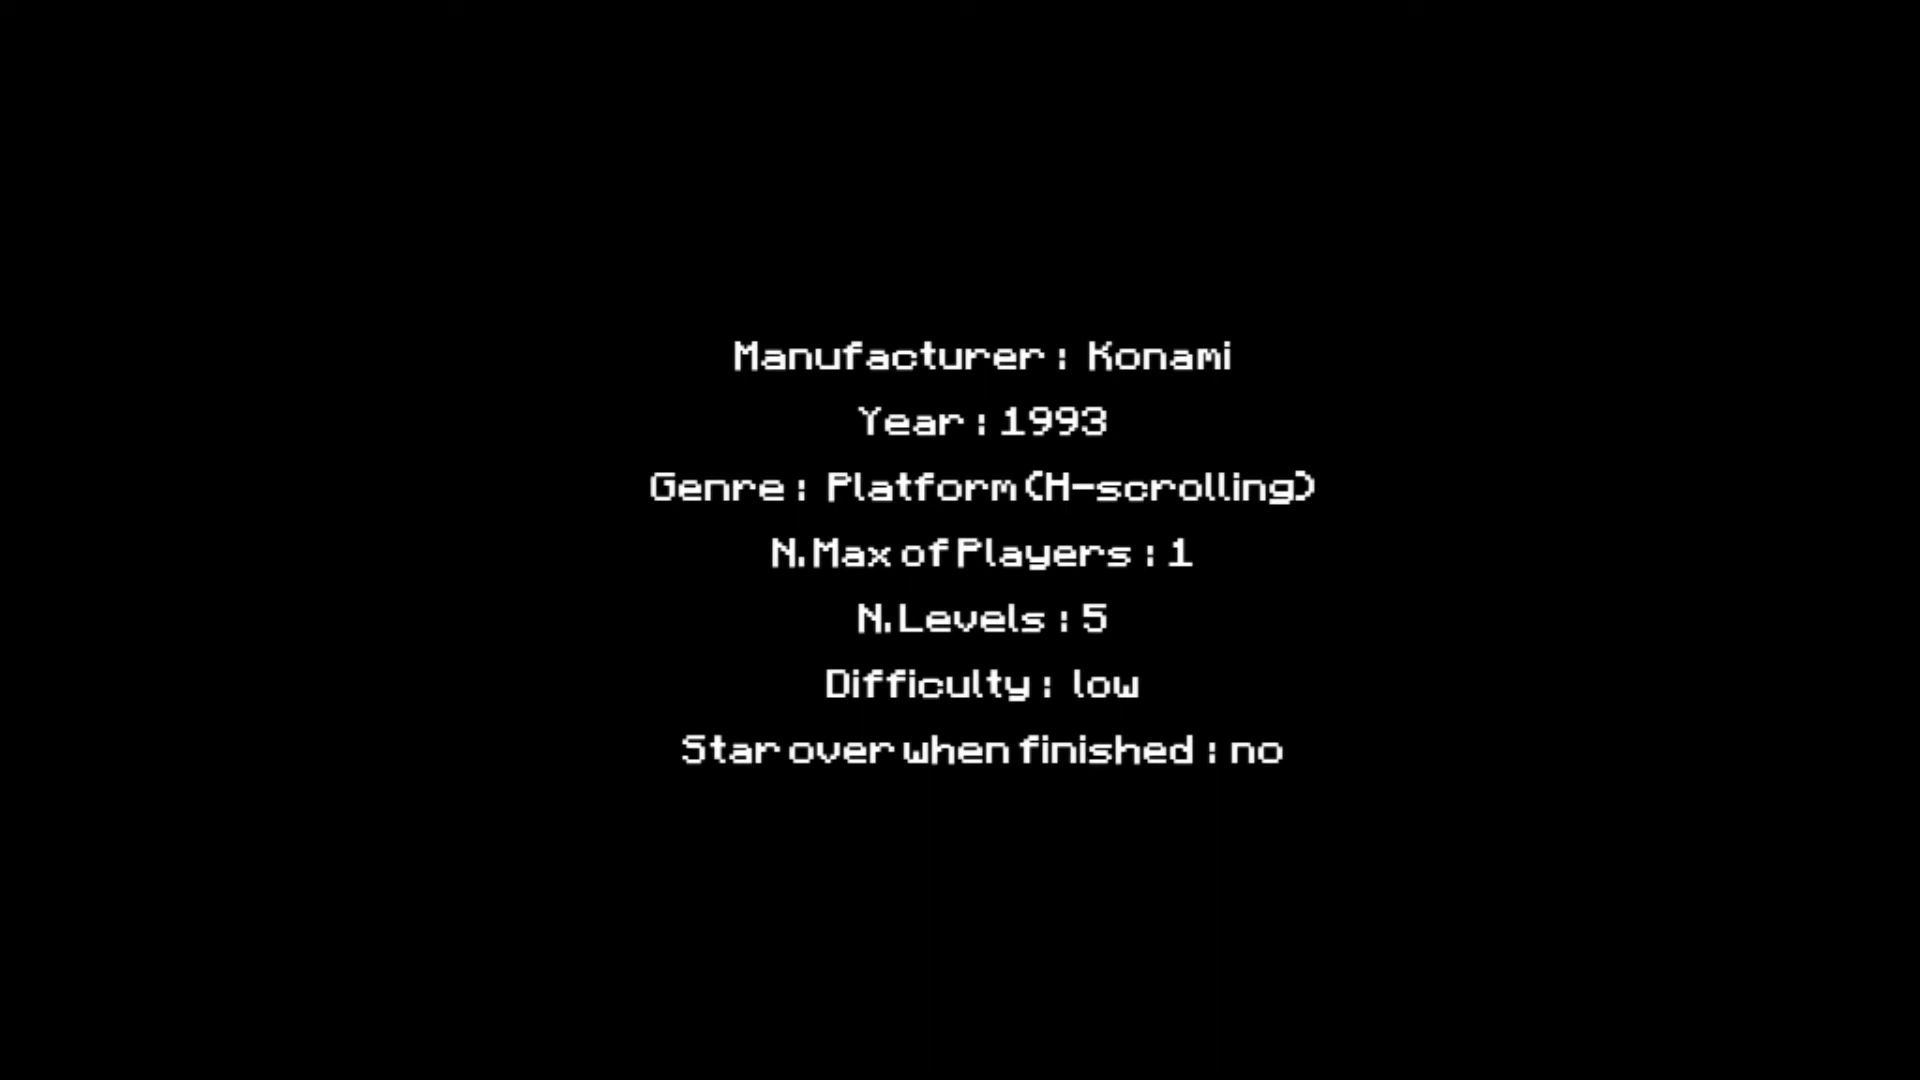 Manufacturer : Konami
Year : 1993
Genre : Platform (H-scrolling)
N. Max of Players : 1
N. Levels : 5
Difficulty : low
Star over when finished : no